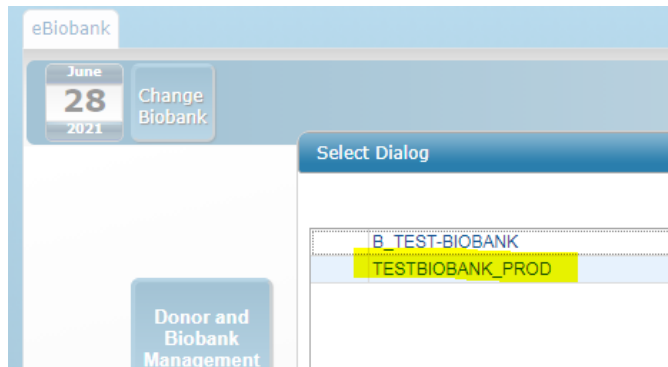 eBiobank
June
28
2021
Change
Biobank
Select Dialog
B_TEST-BIOBANK
TESTBIOBANK_PROD
Donor and
Biobank
Management